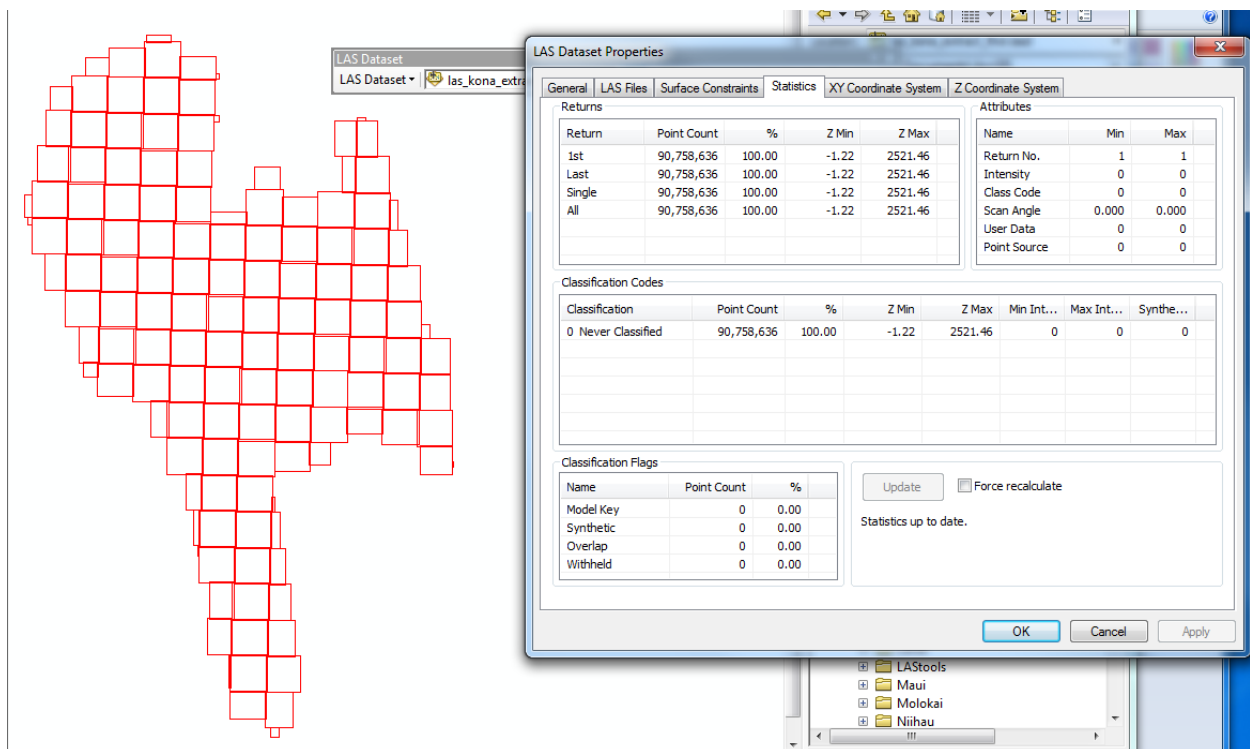 LAS Dataset
LAS Dataset las_kona_extra
LAS Dataset Properties
General LAS Files Surface Constraints Statistics XY Coordinate System Z Coordinate System
Returns
Return Point Count % Z Min Z Max
1st 90,758,636 100.00 -1.22 2521.46
Last 90,758,636 100.00 -1.22 2521.46
Single 90,758,636 100.00 -1.22 2521.46
All 90,758,636 100.00 -1.22 2521.46
Attributes
Name Min Max
Return No. 1 1
Intensity 0 0
Class Code 0 0
Scan Angle 0.000 0.000
User Data 0 0
Point Source 0 0
Classification Codes
Classification Point Count % Z Min Z Max Min Int... Max Int... Synthe...
0 Never Classified 90,758,636 100.00 -1.22 2521.46 0 0 0
Classification Flags
Name Point Count %
Model Key 0 0.00
Synthetic 0 0.00
Overlap 0 0.00
Withheld 0 0.00
Update Force recalculate
Statistics up to date.
OK Cancel Apply
LAStools
Maui
Molokai
Niihau